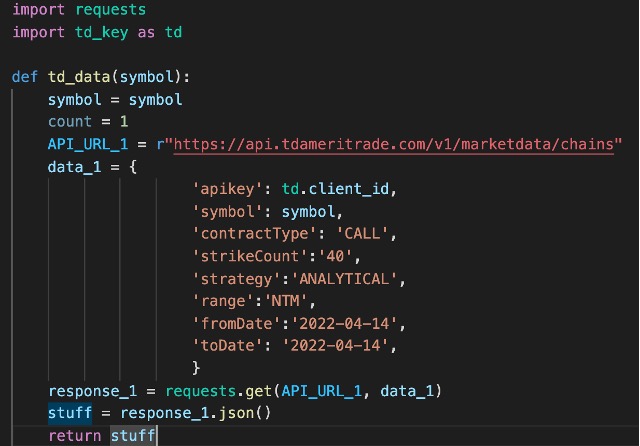 import requests
import td_key as td
def td_data(symbol):
    symbol = symbol
    count = 1
    API_URL_1 = r"https://api.tdameritrade.com/v1/marketdata/chains"
    data_1 = {
                'apikey': td.client_id,
                'symbol': symbol,
                'contractType': 'CALL',
                'strikeCount':'40',
                'strategy':'ANALYTICAL',
                'range':'NTM',
                'fromDate':'2022-04-14',
                'toDate': '2022-04-14',
                }
    response_1 = requests.get(API_URL_1, data_1)
    stuff = response_1.json()
    return stuff